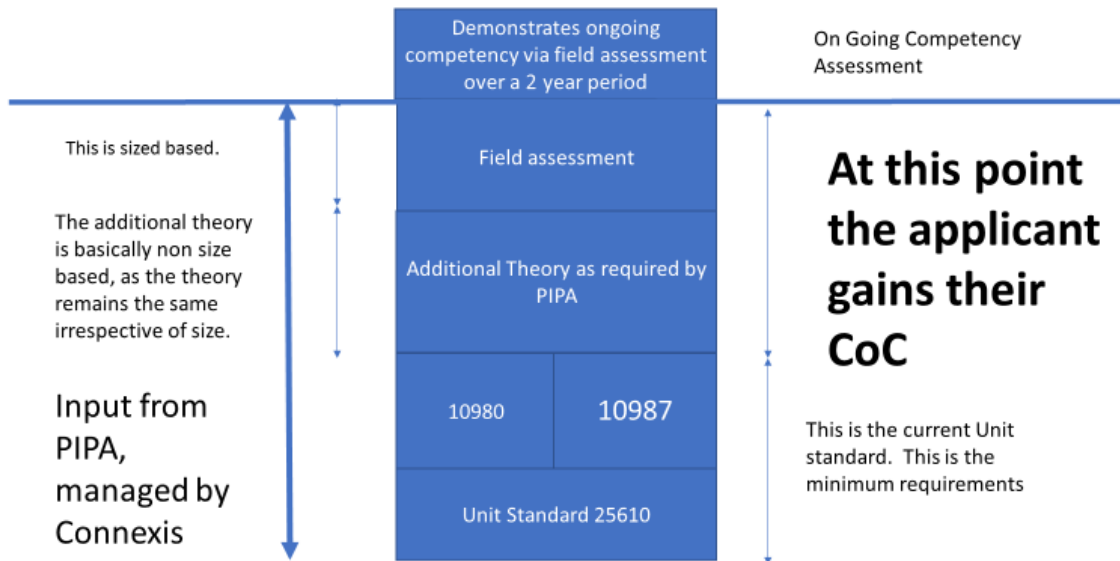 Demonstrates ongoing
competency via field assessment
over a 2 year period
On Going Competency
Assessment
This is sized based.
Field assessment
At this point
the applicant
gains their
CoC
The additional theory
is basically non size
based, as the theory
remains the same
irrespective of size.
Additional Theory as required by
PIPA
Input from
PIPA,
managed by
Connexis
10980
10987
This is the current Unit
standard. This is the
minimum requirements
Unit Standard 25610